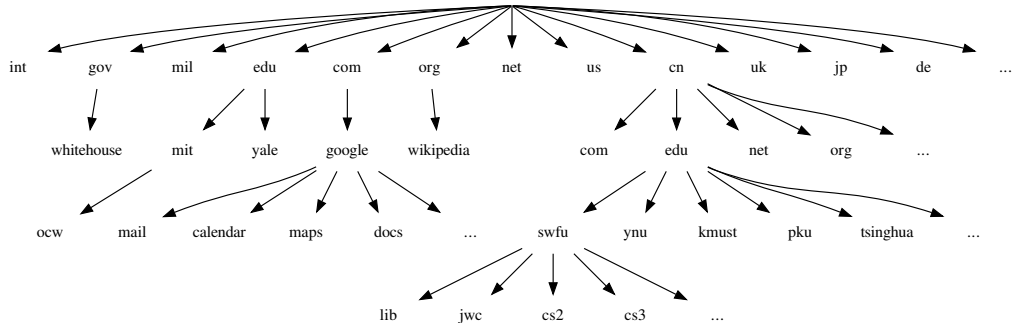 int gov mil edu com org net us cn uk jp de ...
whitehouse mit yale google wikipedia com edu net org ...
ocw mail calendar maps docs ... swfu ynu kmust pku tsinghua ...
lib jwc cs2 cs3 ...